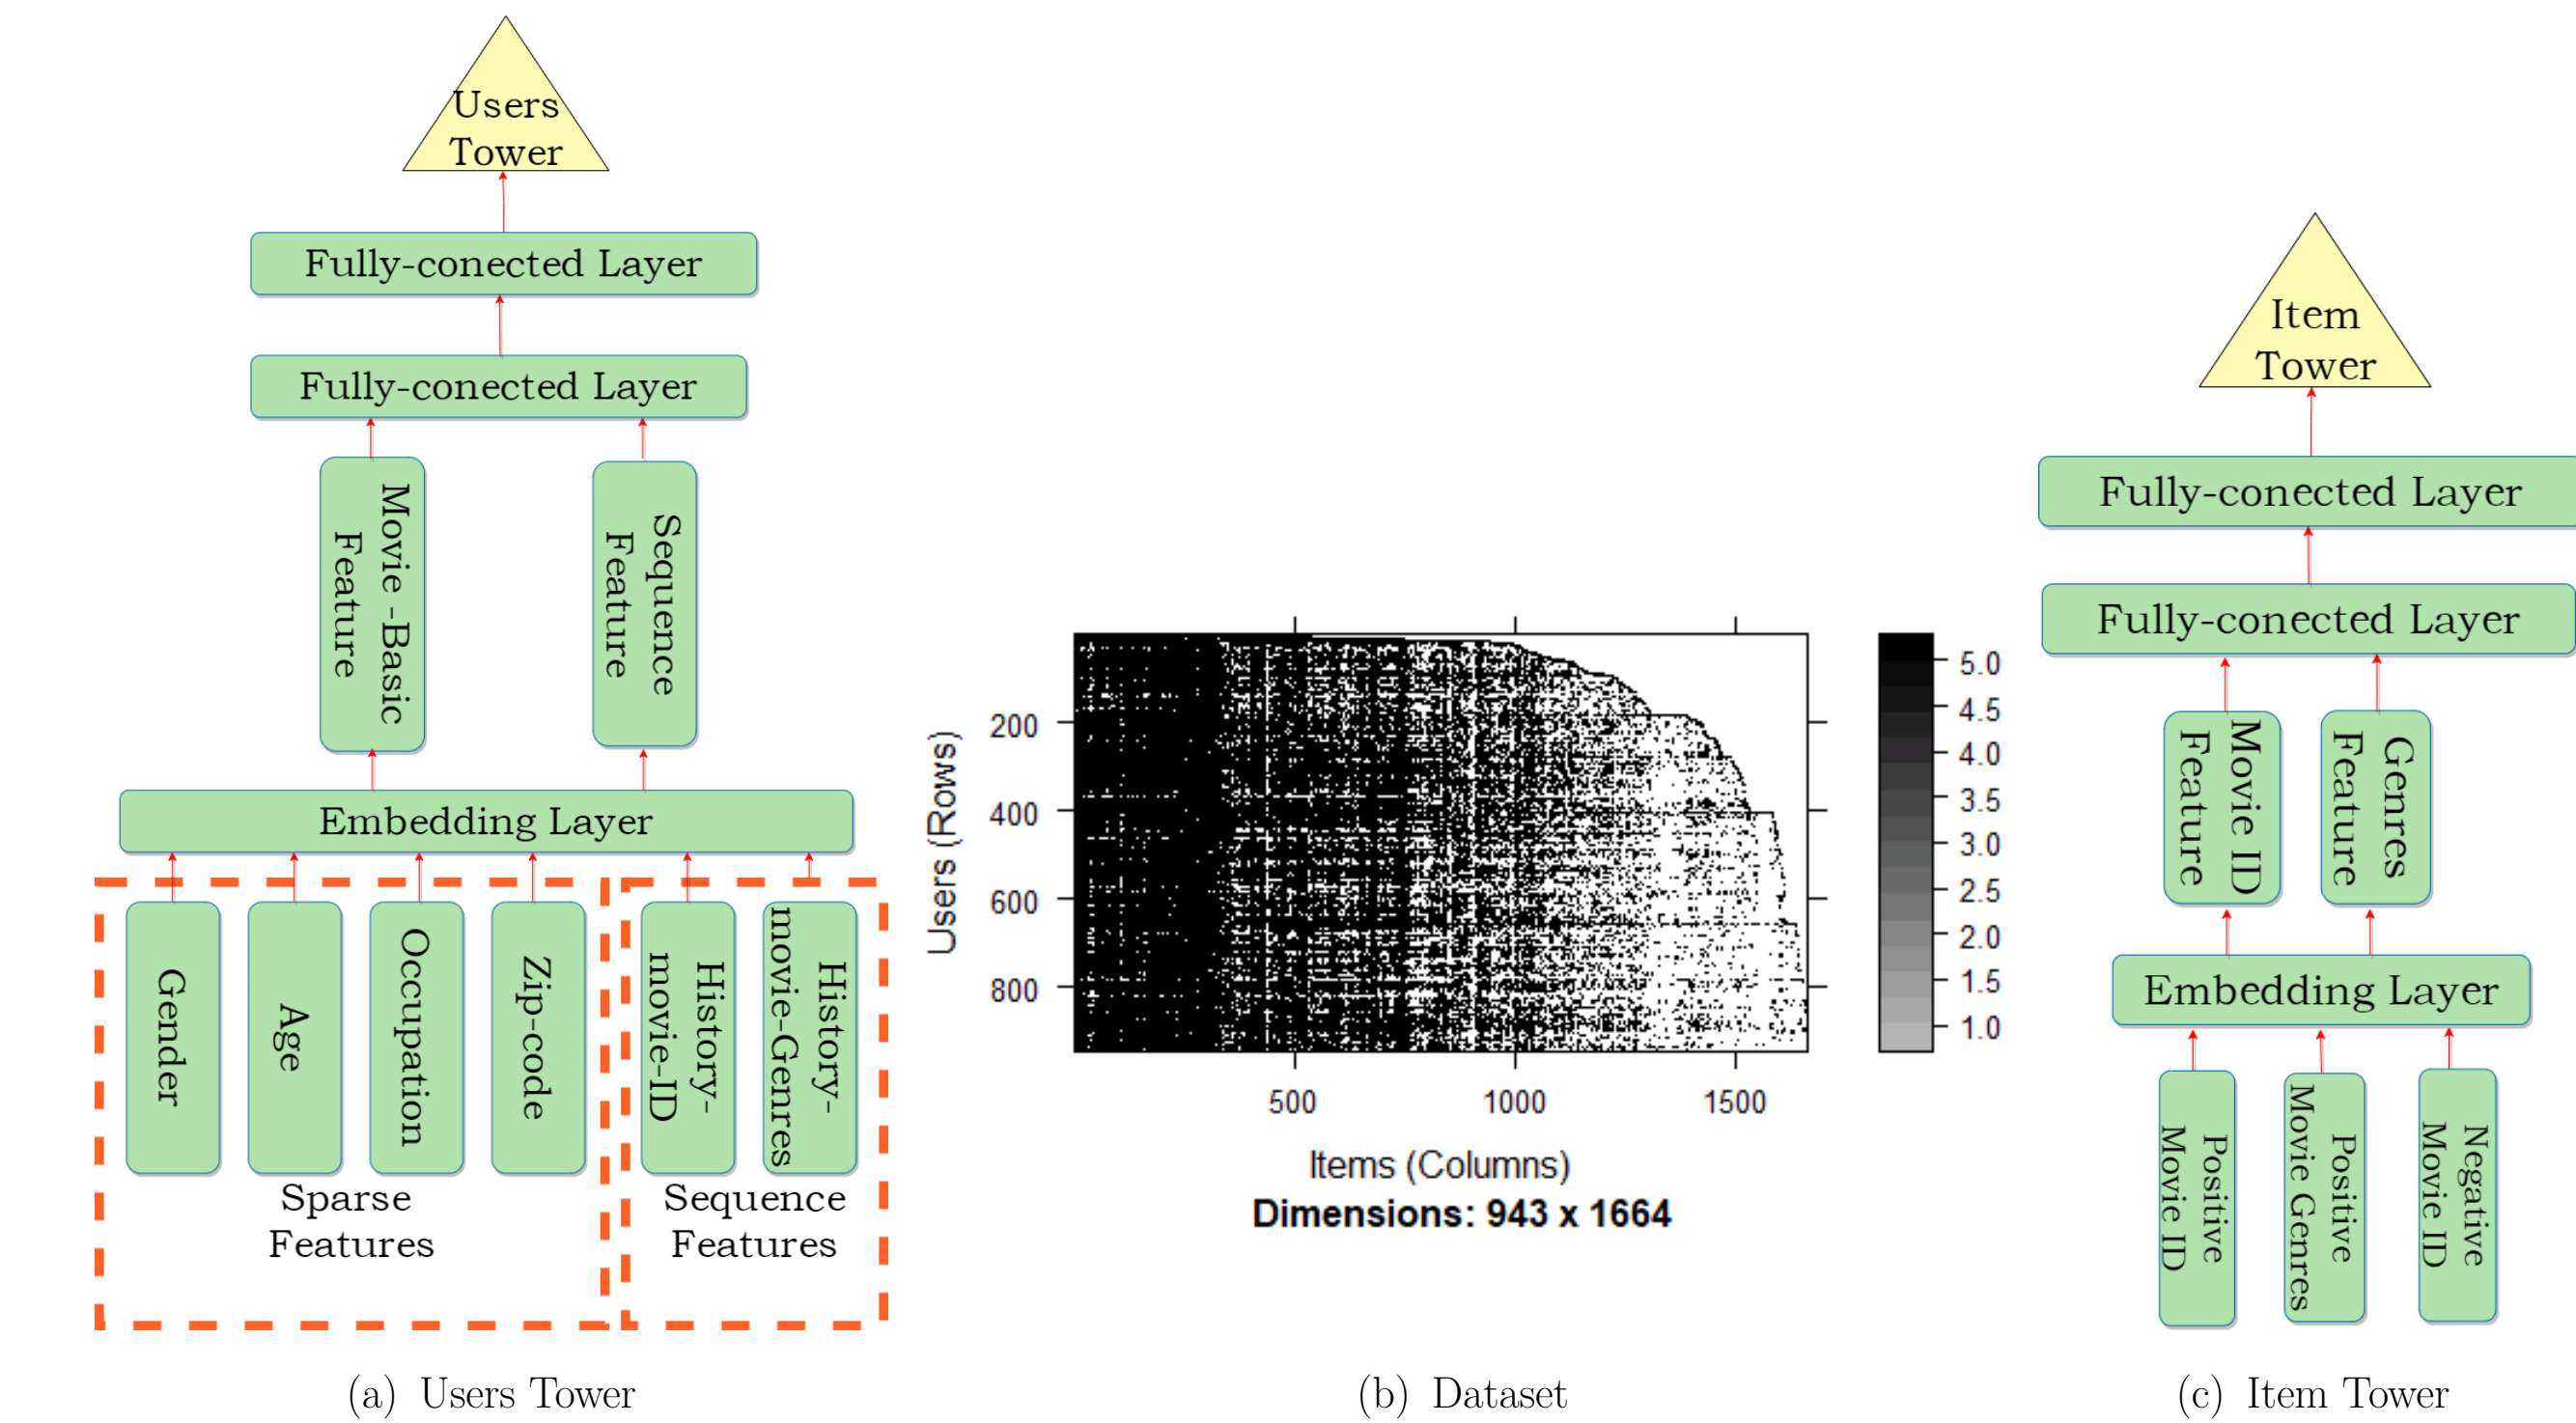 Users
Tower
Fully-conected Layer
Fully-conected Layer
Movie -Basic
Feature
Sequence
Feature
Embedding Layer
Gender
Age
Occupation
Zip-code
History-
movie-ID
History-
movie-Genres
Sparse
Features
Sequence
Features
(a) Users Tower
Users (Rows)
200
400
600
800
500
1000
1500
Items (Columns)
Dimensions: 943 x 1664
5.0
4.5
4.0
3.5
3.0
2.5
2.0
1.5
1.0
(b) Dataset
Item
Tower
Fully-conected Layer
Fully-conected Layer
Movie ID
Feature
Genres
Feature
Embedding Layer
Positive
Movie ID
Positive
Movie Genres
Negative
Movie ID
(c) Item Tower